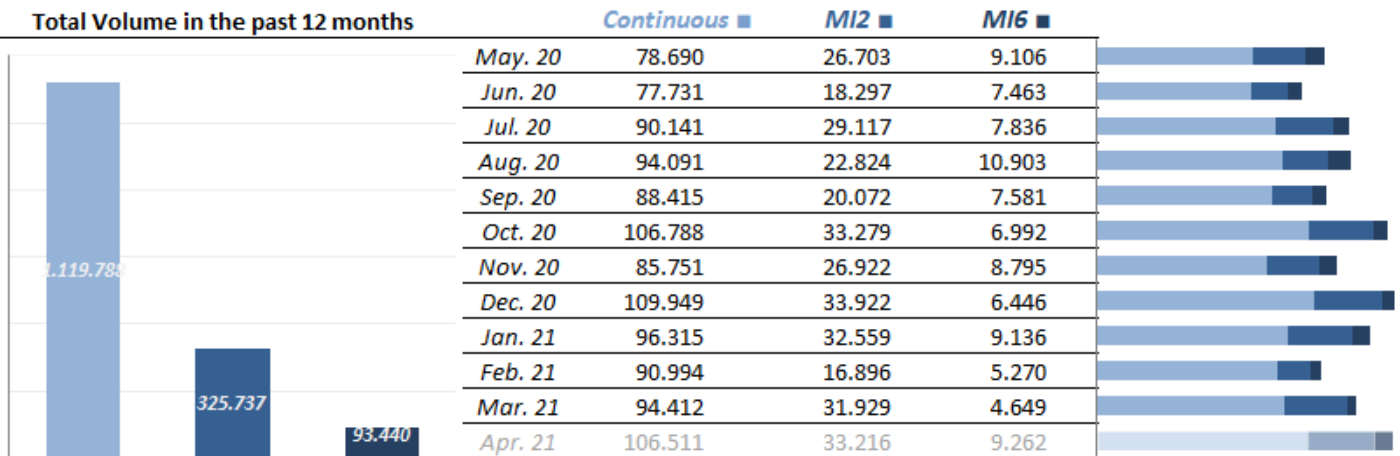 Total Volume in the past 12 months Continuous MI2 MI6
May. 20 78.690 26.703 9.106
Jun. 20 77.731 18.297 7.463
Jul. 20 90.141 29.117 7.836
Aug. 20 94.091 22.824 10.903
Sep. 20 88.415 20.072 7.581
Oct. 20 106.788 33.279 6.992
Nov. 20 85.751 26.922 8.795
Dec. 20 109.949 33.922 6.446
Jan. 21 96.315 32.559 9.136
Feb. 21 90.994 16.896 5.270
Mar. 21 94.412 31.929 4.649
Apr. 21 106.511 33.216 9.262
1.119.788
325.737
93.440